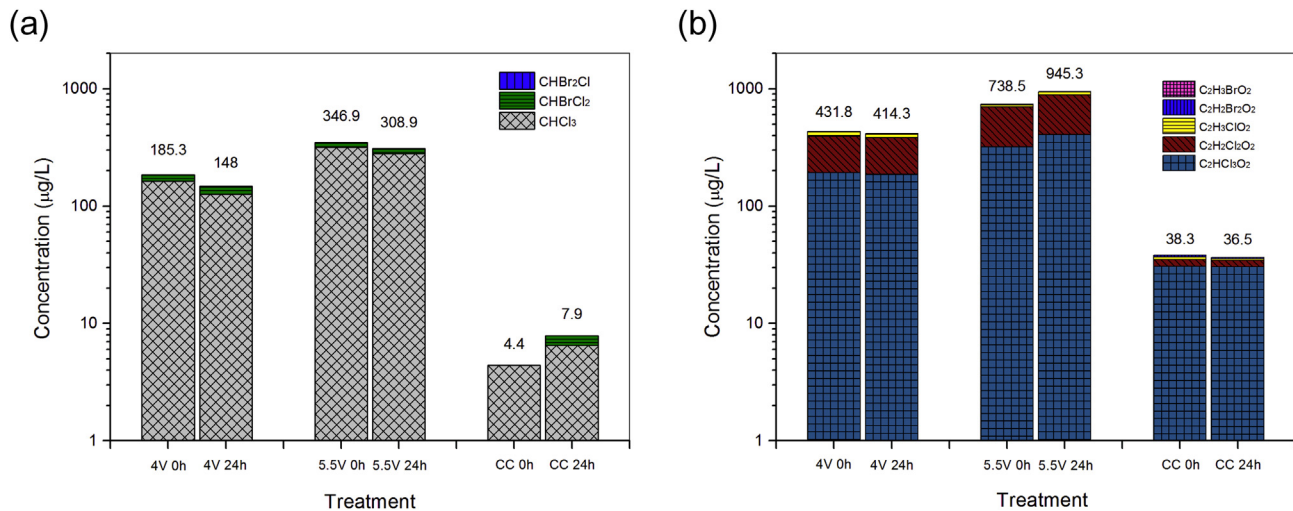 (a)
Concentration (μg/L)
1000
100
10
1
185.3
148
346.9
308.9
4.4
7.9
CHBr₂Cl
CHBrCl₂
CHCl₃
4V 0h
4V 24h
5.5V 0h
5.5V 24h
CC 0h
CC 24h
Treatment
(b)
Concentration (μg/L)
1000
100
10
1
431.8
414.3
738.5
945.3
38.3
36.5
C₂H₃BrO₂
C₂H₂Br₂O₂
C₂H₃ClO₂
C₂H₂Cl₂O₂
C₂HCl₃O₂
4V 0h
4V 24h
5.5V 0h
5.5V 24h
CC 0h
CC 24h
Treatment